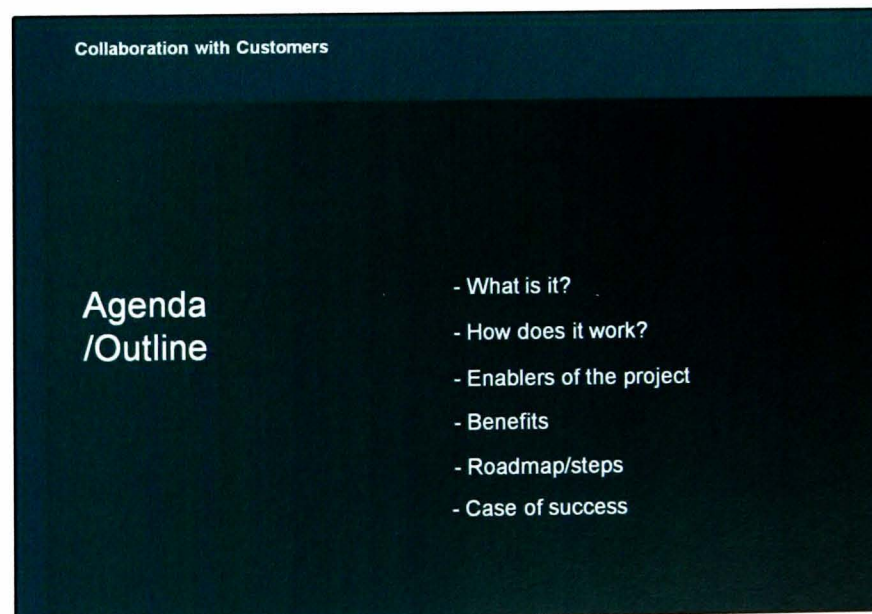 Collaboration with Customers
Agenda
/Outline
- What is it?
- How does it work?
- Enablers of the project
- Benefits
- Roadmap/steps
- Case of success